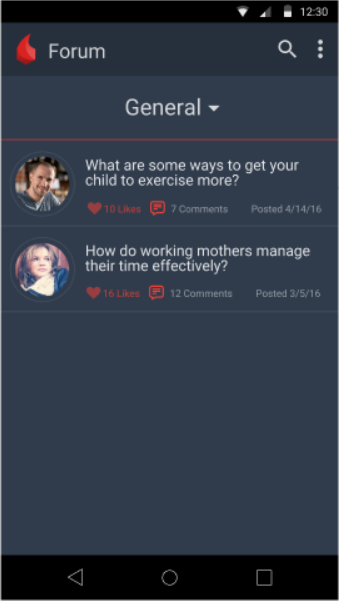 12:30
Forum
General
What are some ways to get your
child to exercise more?
10 Likes 7 Comments Posted 4/14/16
How do working mothers manage
their time effectively?
16 Likes 12 Comments Posted 3/5/16